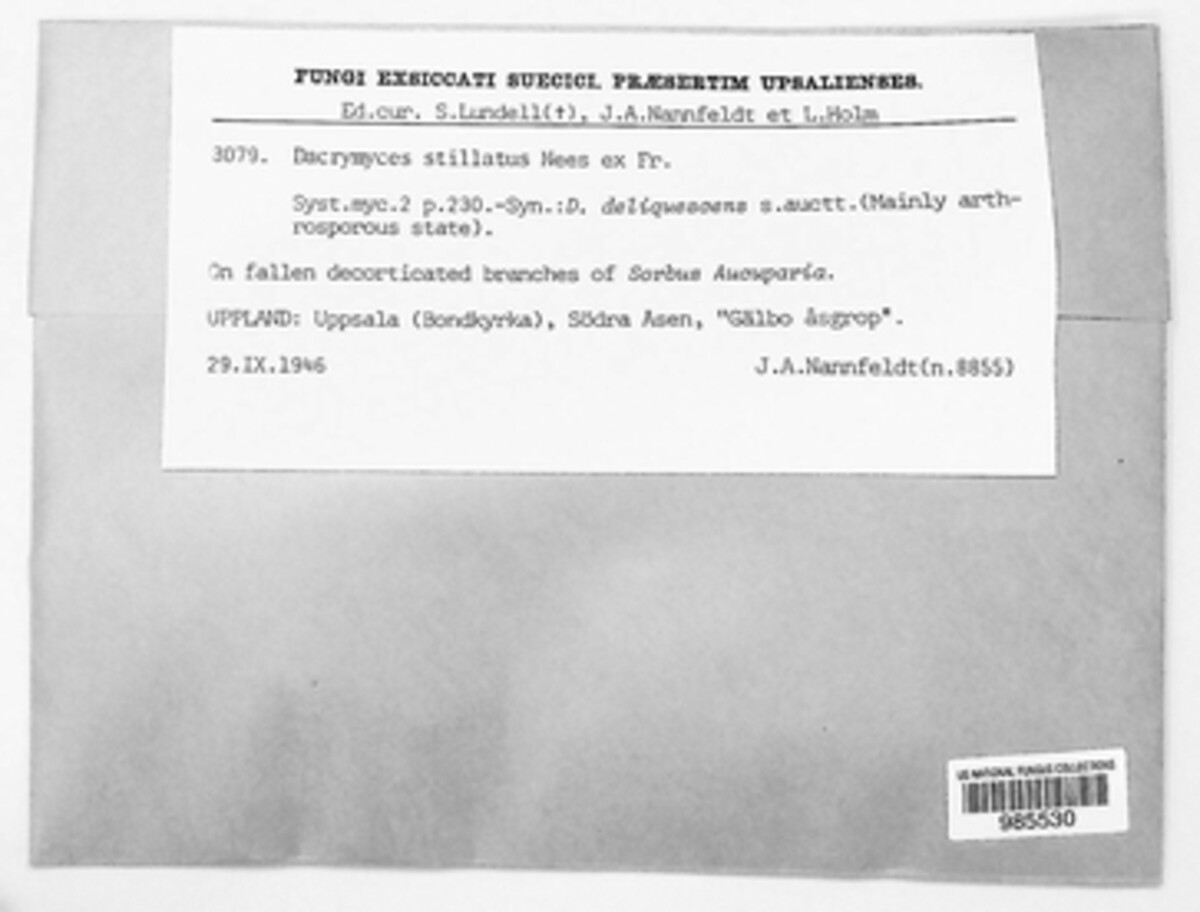 FUNGI EXSICCATI SUECICI, PRÆSERTIM UPSALIENSES.
Ed.cur. S.Lundell(†), J.A.Nannfeldt et L.Holm
3079. Dacrymyces stillatus Nees ex Fr.
Syst.myc.2 p.230.-Syn.:D. deliquescens s.auctt.(Mainly arth-
rosporous state).
On fallen decorticated branches of Sorbus Aucuparia.
UPPLAND: Uppsala (Bondkyrka), Södra Åsen, "Gälbo åsgrop".
29.IX.1946 J.A.Nannfeldt(n.8855)
US NATIONAL FUNGUS COLLECTIONS
985530